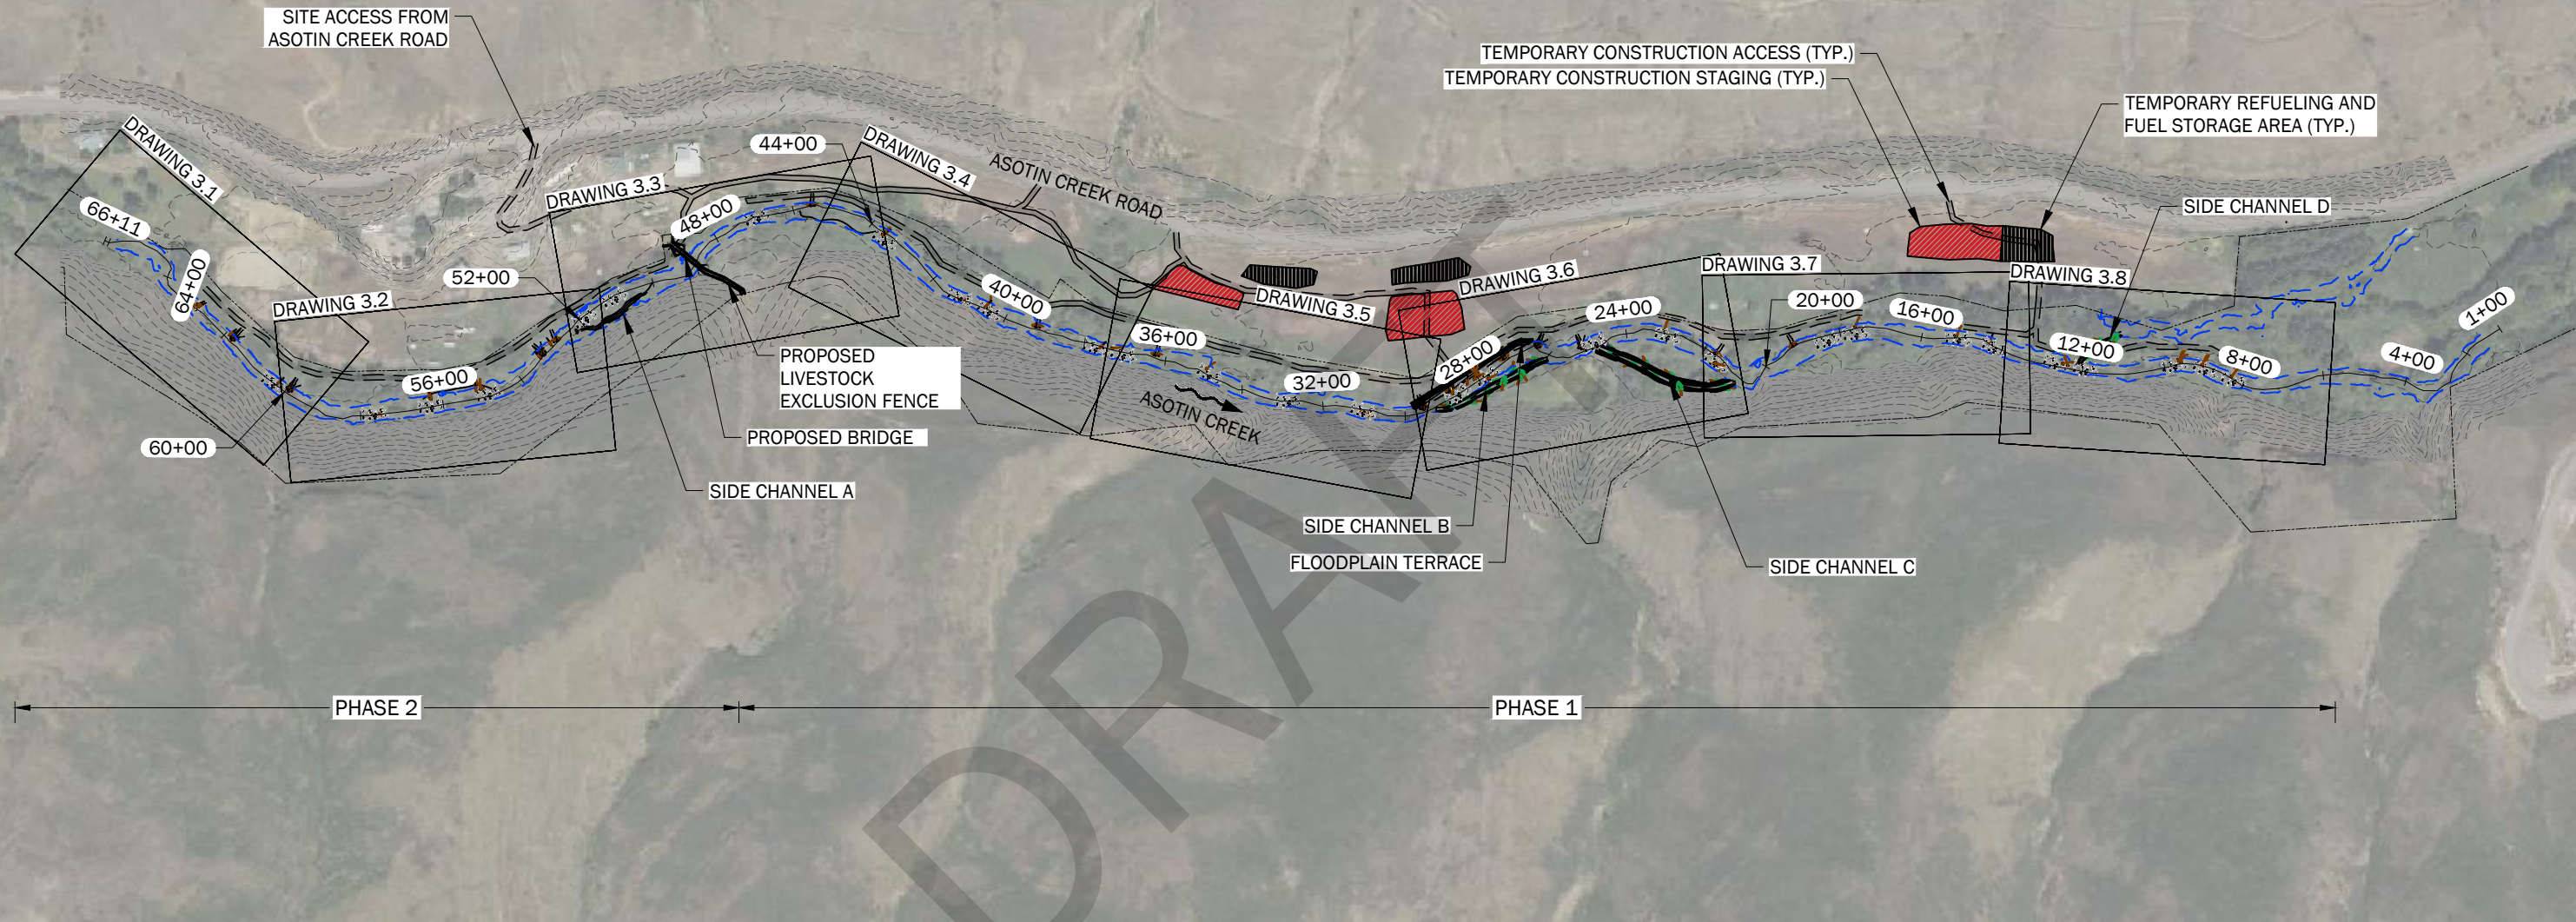 SITE ACCESS FROM
ASOTIN CREEK ROAD
TEMPORARY CONSTRUCTION ACCESS (TYP.)
TEMPORARY CONSTRUCTION STAGING (TYP.)
TEMPORARY REFUELING AND
FUEL STORAGE AREA (TYP.)
DRAWING 3.1
DRAWING 3.2
DRAWING 3.3
DRAWING 3.4
DRAWING 3.5
DRAWING 3.6
DRAWING 3.7
DRAWING 3.8
ASOTIN CREEK ROAD
SIDE CHANNEL D
66+11
64+00
60+00
56+00
52+00
48+00
44+00
40+00
36+00
32+00
28+00
24+00
20+00
16+00
12+00
8+00
4+00
1+00
ASOTIN CREEK
PROPOSED
LIVESTOCK
EXCLUSION FENCE
PROPOSED BRIDGE
SIDE CHANNEL A
SIDE CHANNEL B
FLOODPLAIN TERRACE
SIDE CHANNEL C
PHASE 2
PHASE 1
DRAFT